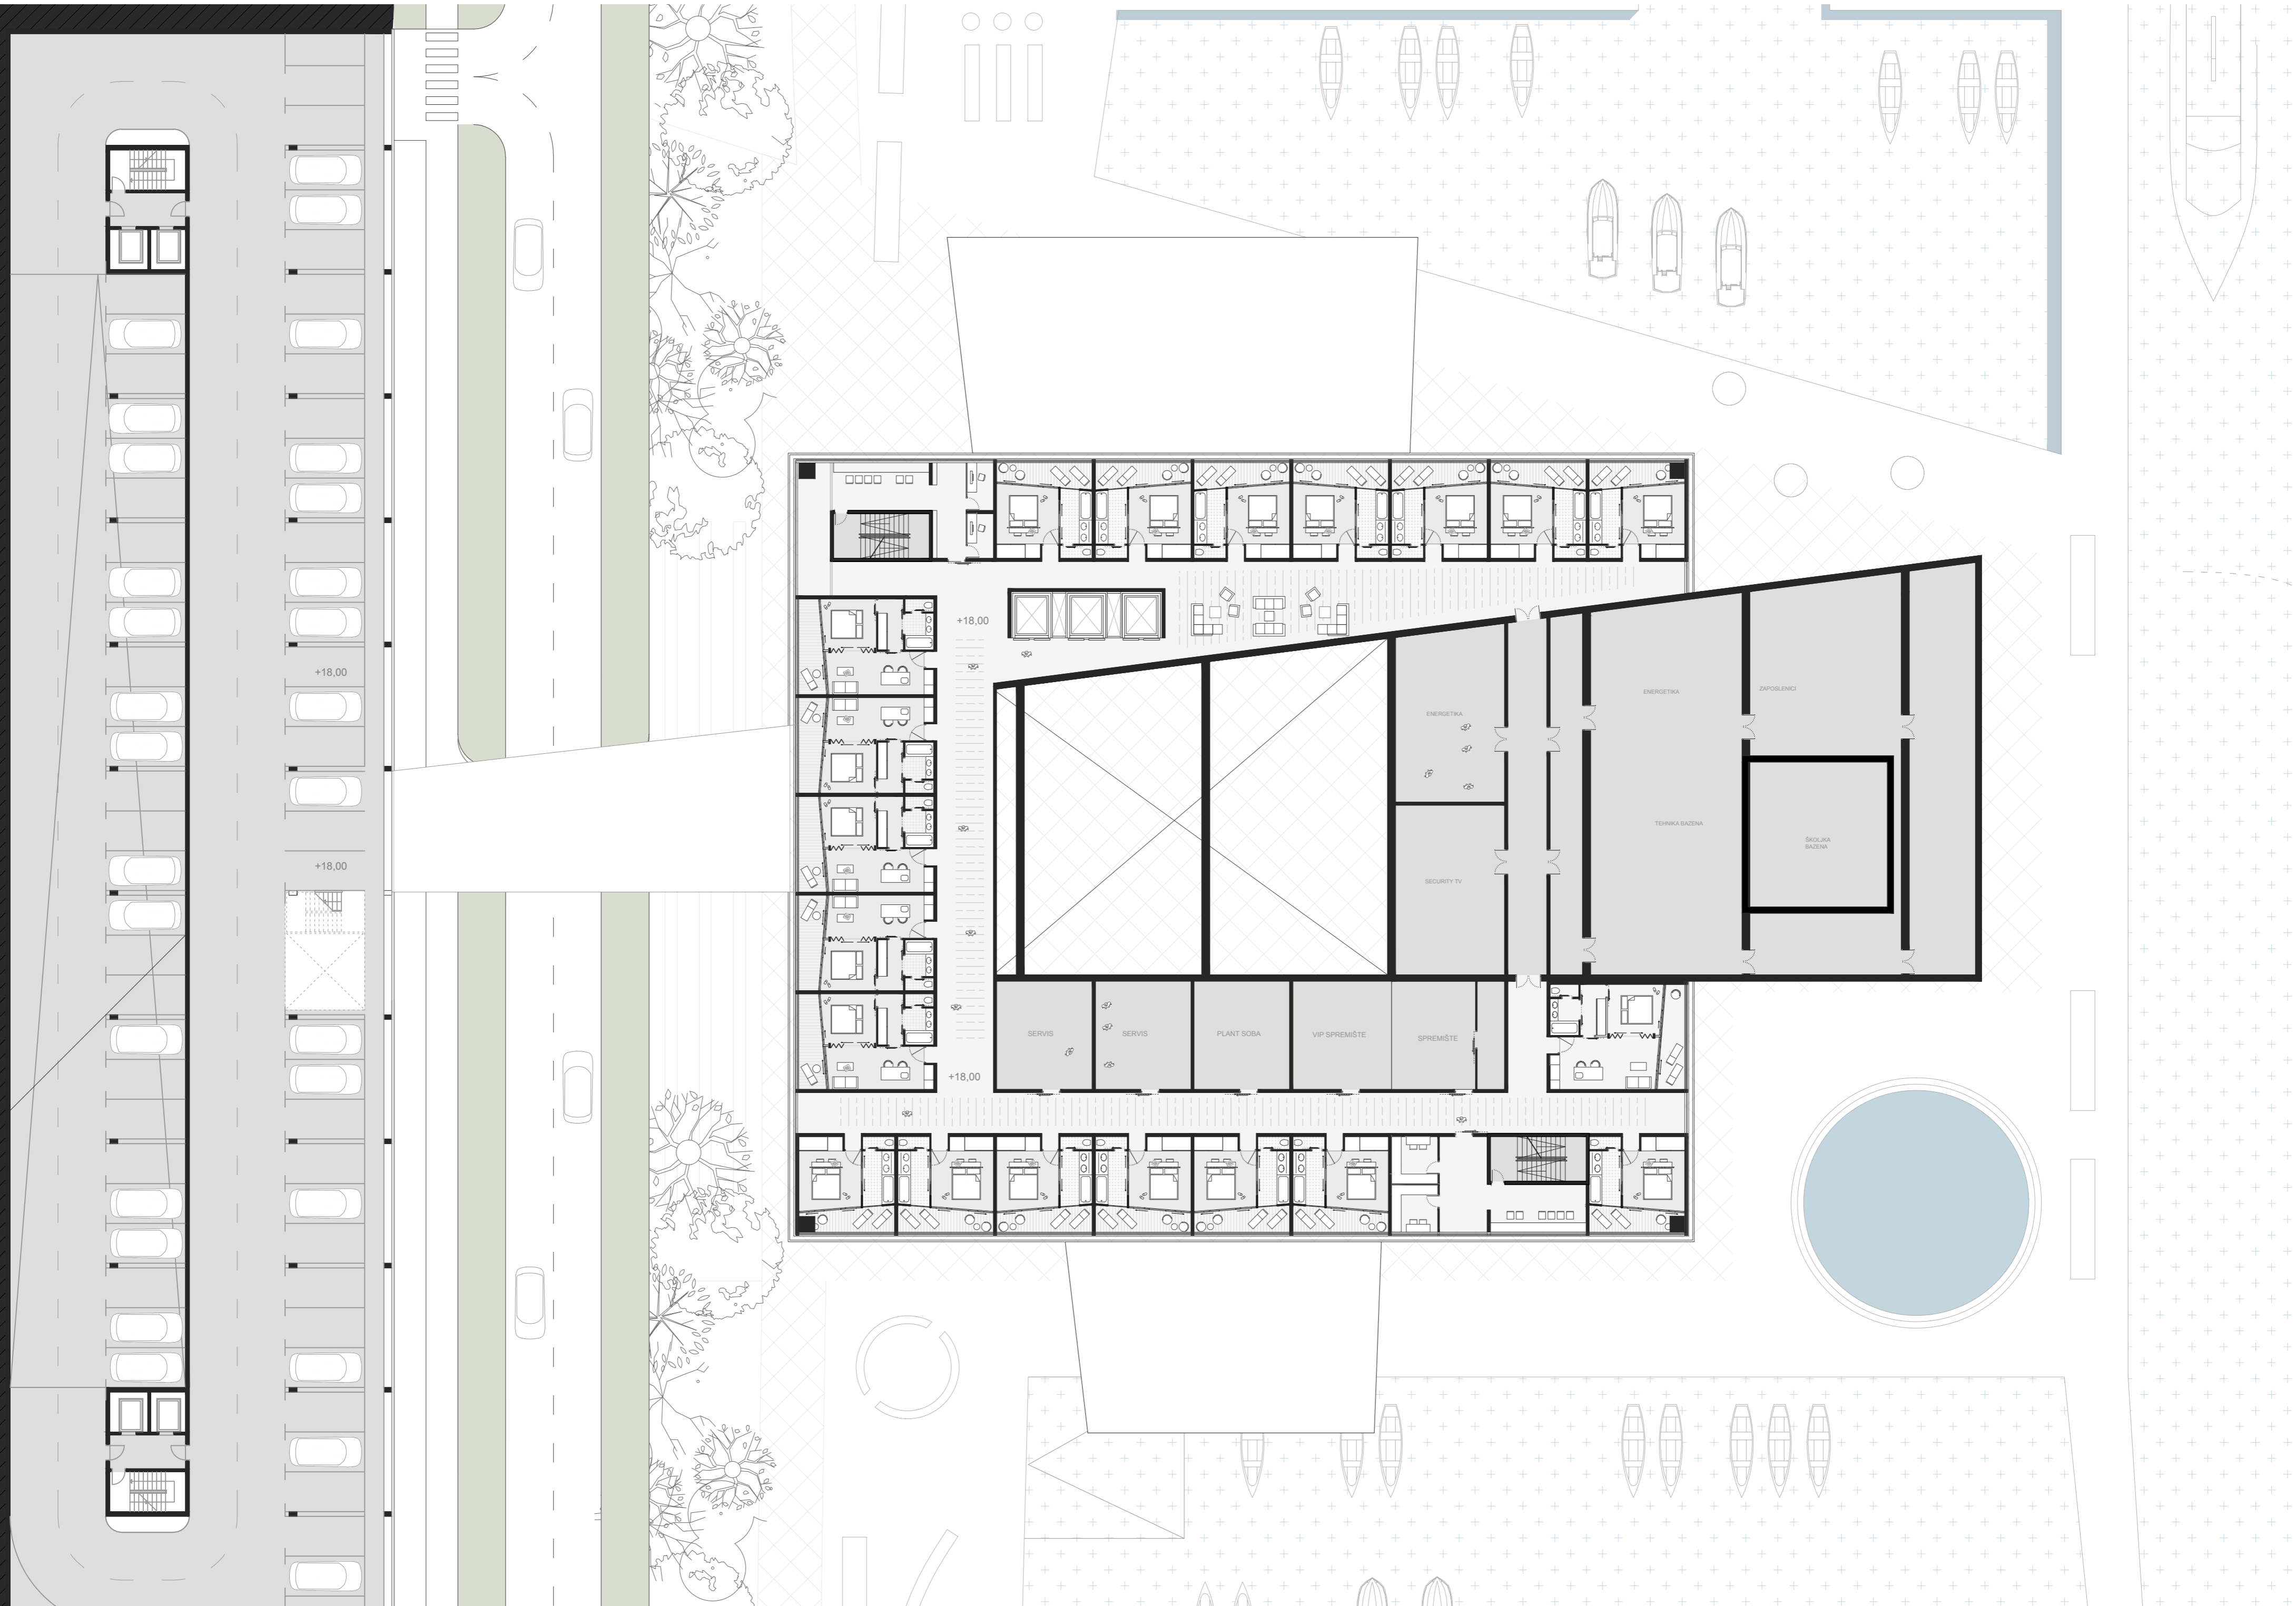 +18,00
+18,00
+18,00
+18,00
ENERGETIKA
SECURITY TV
ENERGETIKA
TEHNIKA BAZENA
ZAPOSLENICI
ŠKOLJKA
BAZENA
SERVIS
SERVIS
PLANT SOBA
VIP SPREMIŠTE
SPREMIŠTE